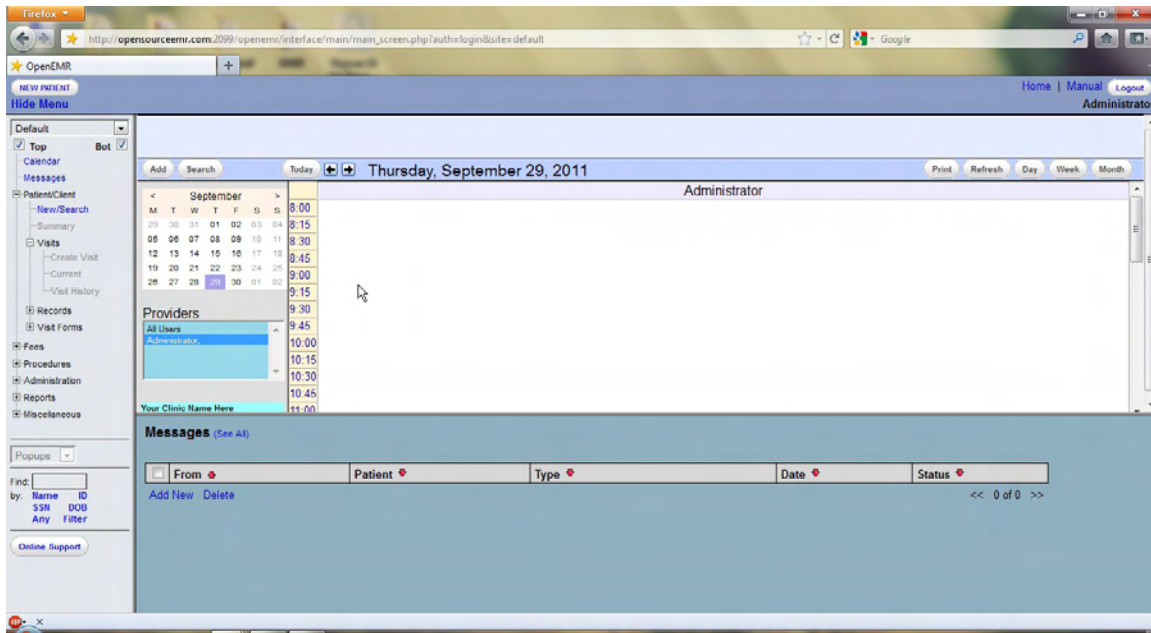 Firefox
http://opensourceemr.com:2099/openemr/interface/main/main_screen.php?auth=login&site=default
Google
OpenEMR
+
NEW PATIENT
Home | Manual Logout
Hide Menu
Administrato
Default
Top Bot
Calendar
Messages
Patient/Client
New/Search
Summary
Visits
Create Visit
Current
Visit History
Records
Visit Forms
Fees
Procedures
Administration
Reports
Miscellaneous
Popups
Find:
by: Name ID
SSN DOB
Any Filter
Online Support
Add Search Today Thursday, September 29, 2011 Print Refresh Day Week Month
Administrator
< September >
M T W T F S S
29 30 31 01 02 03 04
05 06 07 08 09 10 11
12 13 14 15 16 17 18
19 20 21 22 23 24 25
26 27 28 29 30 01 02
Providers
All Users
Administrator,
Your Clinic Name Here
8:00
8:15
8:30
8:45
9:00
9:15
9:30
9:45
10:00
10:15
10:30
10:45
11:00
Messages (See All)
From Patient Type Date Status
Add New Delete << 0 of 0 >>